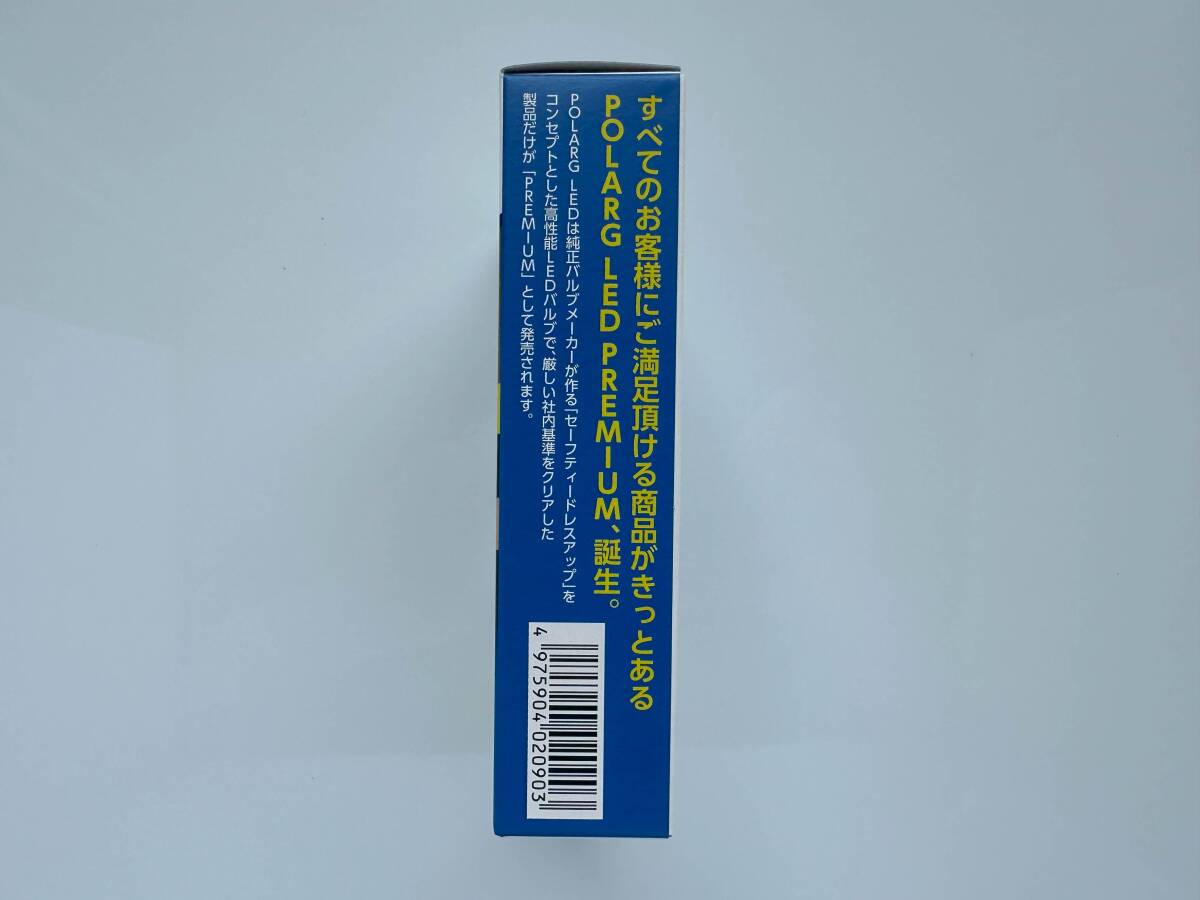 すべてのお客様にご満足頂ける商品がきっとある
POLARG LED PREMIUM、誕生。
POLARG LEDは純正バルブメーカーが作る「セーフティードレスアップ」を
コンセプトとした高性能LEDバルブで、厳しい社内基準をクリアした
製品だけが「PREMIUM」として発売されます。
4 975904 020903